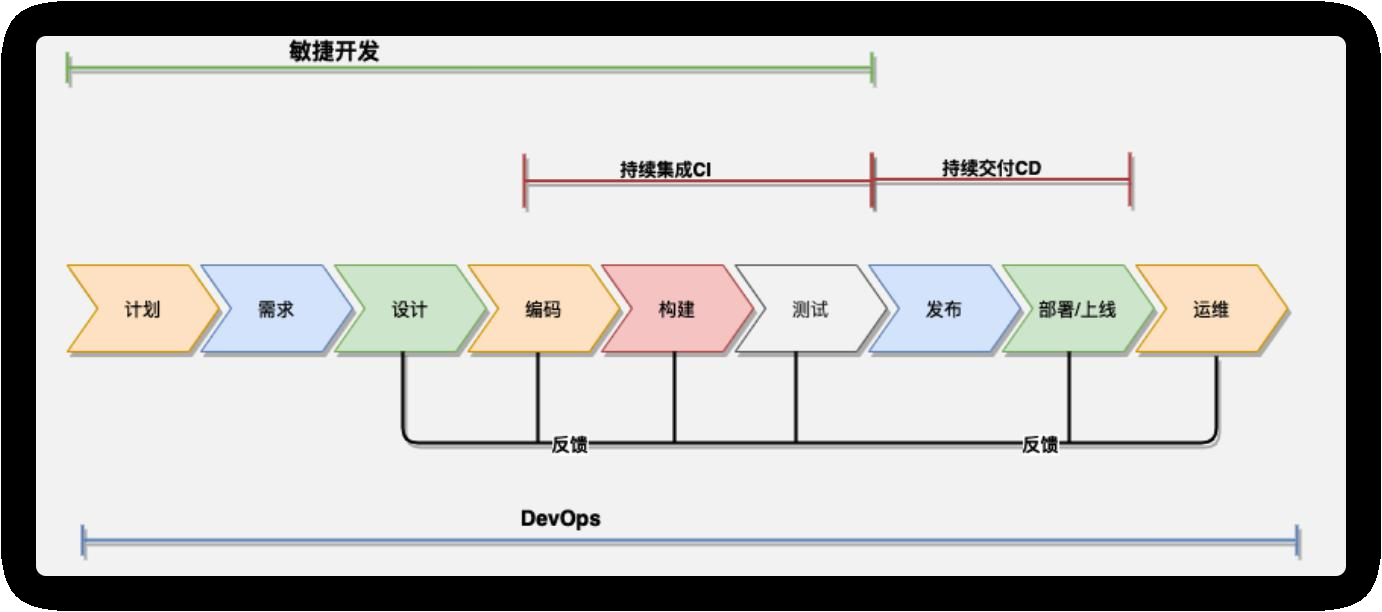 敏捷开发
持续集成CI
持续交付CD
计划
需求
设计
编码
构建
测试
发布
部署/上线
运维
反馈
反馈
DevOps